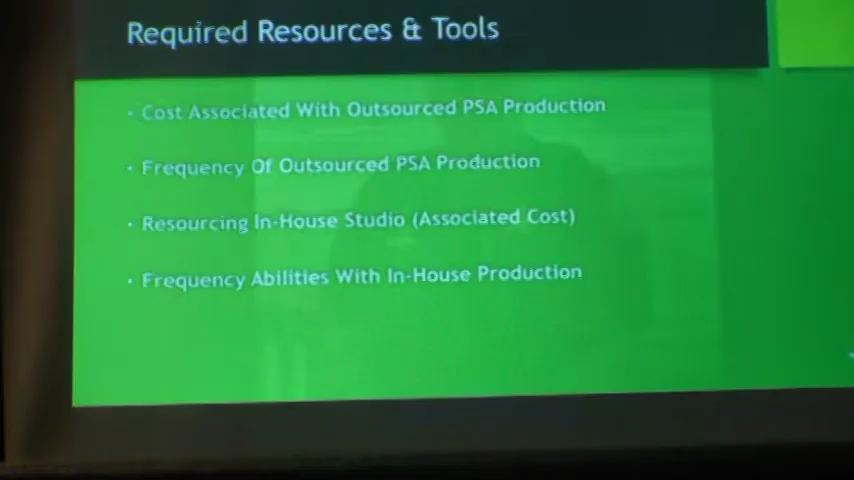 Required Resources & Tools
• Cost Associated With Outsourced PSA Production
• Frequency Of Outsourced PSA Production
• Resourcing In-House Studio (Associated Cost)
• Frequency Abilities With In-House Production